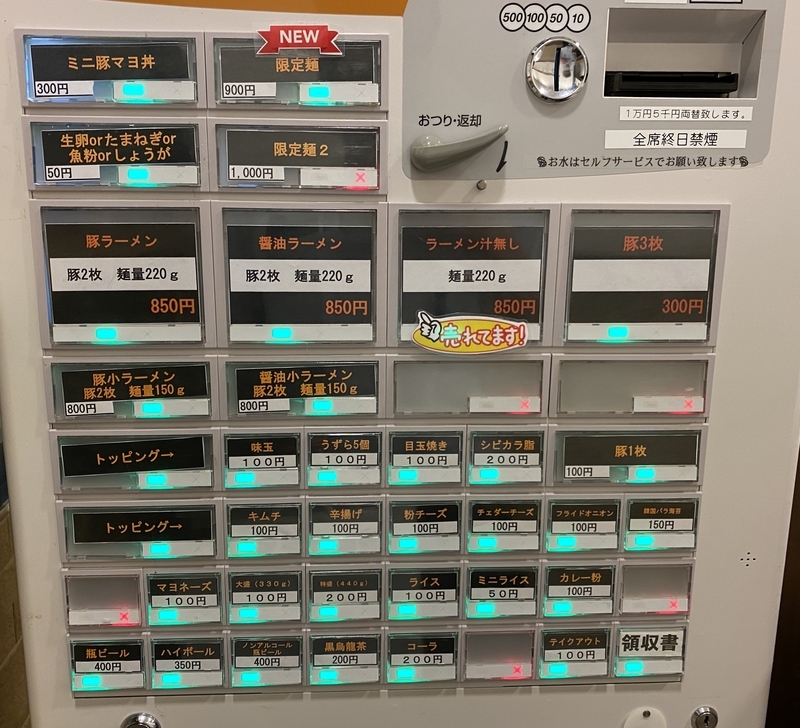 500 100 50 10
NEW
ミニ豚マヨ丼
300円
限定麺
900円
1万円5千円両替致します。
おつり・返却
全席終日禁煙
お水はセルフサービスでお願い致します
生卵orたまねぎor
魚粉orしょうが
50円
限定麺2
1,000円
豚ラーメン
豚2枚 麺量220g
850円
醤油ラーメン
豚2枚 麺量220g
850円
ラーメン汁無し
麺量220g
850円
売れてます!
豚3枚
300円
豚小ラーメン
豚2枚 麺量150g
800円
醤油小ラーメン
豚2枚 麺量150g
800円
トッピング→
味玉
100円
うずら5個
100円
目玉焼き
100円
シビカラ脂
200円
豚1枚
100円
トッピング→
キムチ
100円
辛揚げ
100円
粉チーズ
100円
チェダーチーズ
100円
フライドオニオン
100円
韓国バラ海苔
150円
マヨネーズ
100円
大盛(330g)
100円
特盛(440g)
200円
ライス
100円
ミニライス
50円
カレー粉
100円
瓶ビール
400円
ハイボール
350円
ノンアルコール
瓶ビール
400円
黒烏龍茶
200円
コーラ
200円
テイクアウト
100円
領収書